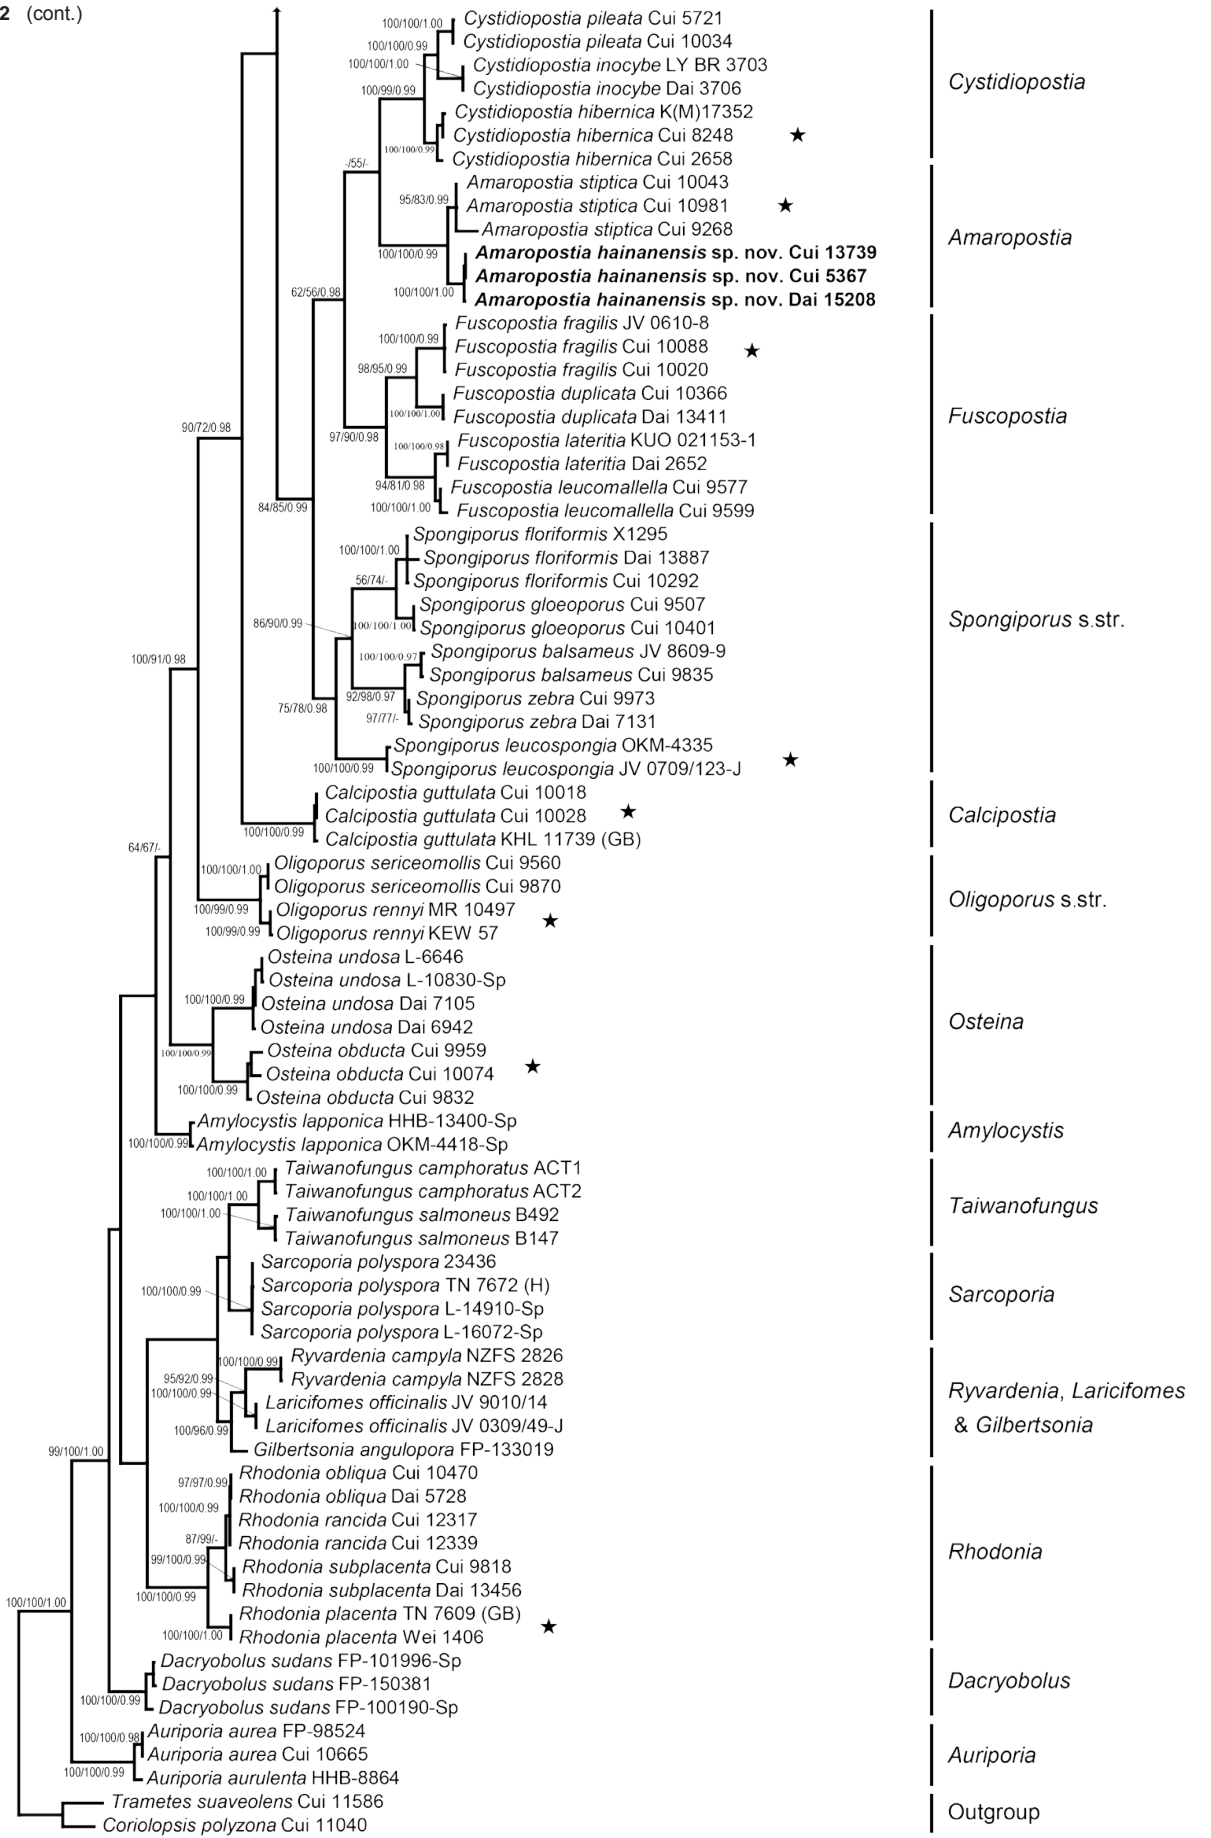 2 (cont.)
100/100/1.00
Cystidiopostia pileata Cui 5721
100/100/0.99
Cystidiopostia pileata Cui 10034
100/100/1.00
Cystidiopostia inocybe LY BR 3703
Cystidiopostia inocybe Dai 3706
Cystidiopostia
100/99/0.99
Cystidiopostia hibernica K(M)17352
Cystidiopostia hibernica Cui 8248 ★
100/100/0.99
Cystidiopostia hibernica Cui 2658
-/55/-
Amaropostia stiptica Cui 10043
95/83/0.99
Amaropostia stiptica Cui 10981 ★
Amaropostia stiptica Cui 9268
Amaropostia
100/100/0.99
Amaropostia hainanensis sp. nov. Cui 13739
Amaropostia hainanensis sp. nov. Cui 5367
100/100/1.00
Amaropostia hainanensis sp. nov. Dai 15208
62/56/0.98
Fuscopostia fragilis JV 0610-8
100/100/0.99
Fuscopostia fragilis Cui 10088 ★
98/95/0.99
Fuscopostia fragilis Cui 10020
Fuscopostia duplicata Cui 10366
100/100/1.00
Fuscopostia duplicata Dai 13411
Fuscopostia
90/72/0.98
97/90/0.98
100/100/0.98
Fuscopostia lateritia KUO 021153-1
Fuscopostia lateritia Dai 2652
94/81/0.98
Fuscopostia leucomallella Cui 9577
84/85/0.99
100/100/1.00
Fuscopostia leucomallella Cui 9599
Spongiporus floriformis X1295
100/100/1.00
Spongiporus floriformis Dai 13887
56/74/-
Spongiporus floriformis Cui 10292
Spongiporus gloeoporus Cui 9507
86/90/0.99
100/100/1.00
Spongiporus gloeoporus Cui 10401
Spongiporus s.str.
100/100/0.97
Spongiporus balsameus JV 8609-9
100/91/0.98
Spongiporus balsameus Cui 9835
92/98/0.97
Spongiporus zebra Cui 9973
75/78/0.98
97/77/-
Spongiporus zebra Dai 7131
Spongiporus leucospongia OKM-4335
100/100/0.99
Spongiporus leucospongia JV 0709/123-J ★
Calcipostia guttulata Cui 10018
Calcipostia guttulata Cui 10028 ★
Calcipostia
100/100/0.99
Calcipostia guttulata KHL 11739 (GB)
64/67/-
Oligoporus sericeomollis Cui 9560
100/100/1.00
Oligoporus sericeomollis Cui 9870
Oligoporus s.str.
100/99/0.99
Oligoporus rennyi MR 10497 ★
100/99/0.99
Oligoporus rennyi KEW 57
Osteina undosa L-6646
Osteina undosa L-10830-Sp
100/100/0.99
Osteina undosa Dai 7105
Osteina
Osteina undosa Dai 6942
100/100/0.99
Osteina obducta Cui 9959
Osteina obducta Cui 10074 ★
100/100/0.99
Osteina obducta Cui 9832
Amylocystis lapponica HHB-13400-Sp
Amylocystis
100/100/0.99
Amylocystis lapponica OKM-4418-Sp
100/100/1.00
Taiwanofungus camphoratus ACT1
100/100/1.00
Taiwanofungus camphoratus ACT2
Taiwanofungus
100/100/1.00
Taiwanofungus salmoneus B492
Taiwanofungus salmoneus B147
Sarcoporia polyspora 23436
100/100/0.99
Sarcoporia polyspora TN 7672 (H)
Sarcoporia
Sarcoporia polyspora L-14910-Sp
Sarcoporia polyspora L-16072-Sp
100/100/0.99
Ryvardenia campyla NZFS 2826
95/92/0.99
Ryvardenia campyla NZFS 2828
Ryvardenia, Laricifomes
& Gilbertsonia
100/100/0.99
Laricifomes officinalis JV 9010/14
100/96/0.99
Laricifomes officinalis JV 0309/49-J
Gilbertsonia angulopora FP-133019
99/100/1.00
97/97/0.99
Rhodonia obliqua Cui 10470
Rhodonia obliqua Dai 5728
100/100/0.99
Rhodonia rancida Cui 12317
87/99/-
Rhodonia rancida Cui 12339
Rhodonia
99/100/0.99
Rhodonia subplacenta Cui 9818
100/100/0.99
Rhodonia subplacenta Dai 13456
100/100/1.00
Rhodonia placenta TN 7609 (GB)
100/100/1.00
Rhodonia placenta Wei 1406 ★
Dacryobolus sudans FP-101996-Sp
Dacryobolus sudans FP-150381
Dacryobolus
100/100/0.99
Dacryobolus sudans FP-100190-Sp
Auriporia aurea FP-98524
100/100/0.98
Auriporia aurea Cui 10665
Auriporia
100/100/0.99
Auriporia aurulenta HHB-8864
Trametes suaveolens Cui 11586
Outgroup
Coriolopsis polyzona Cui 11040